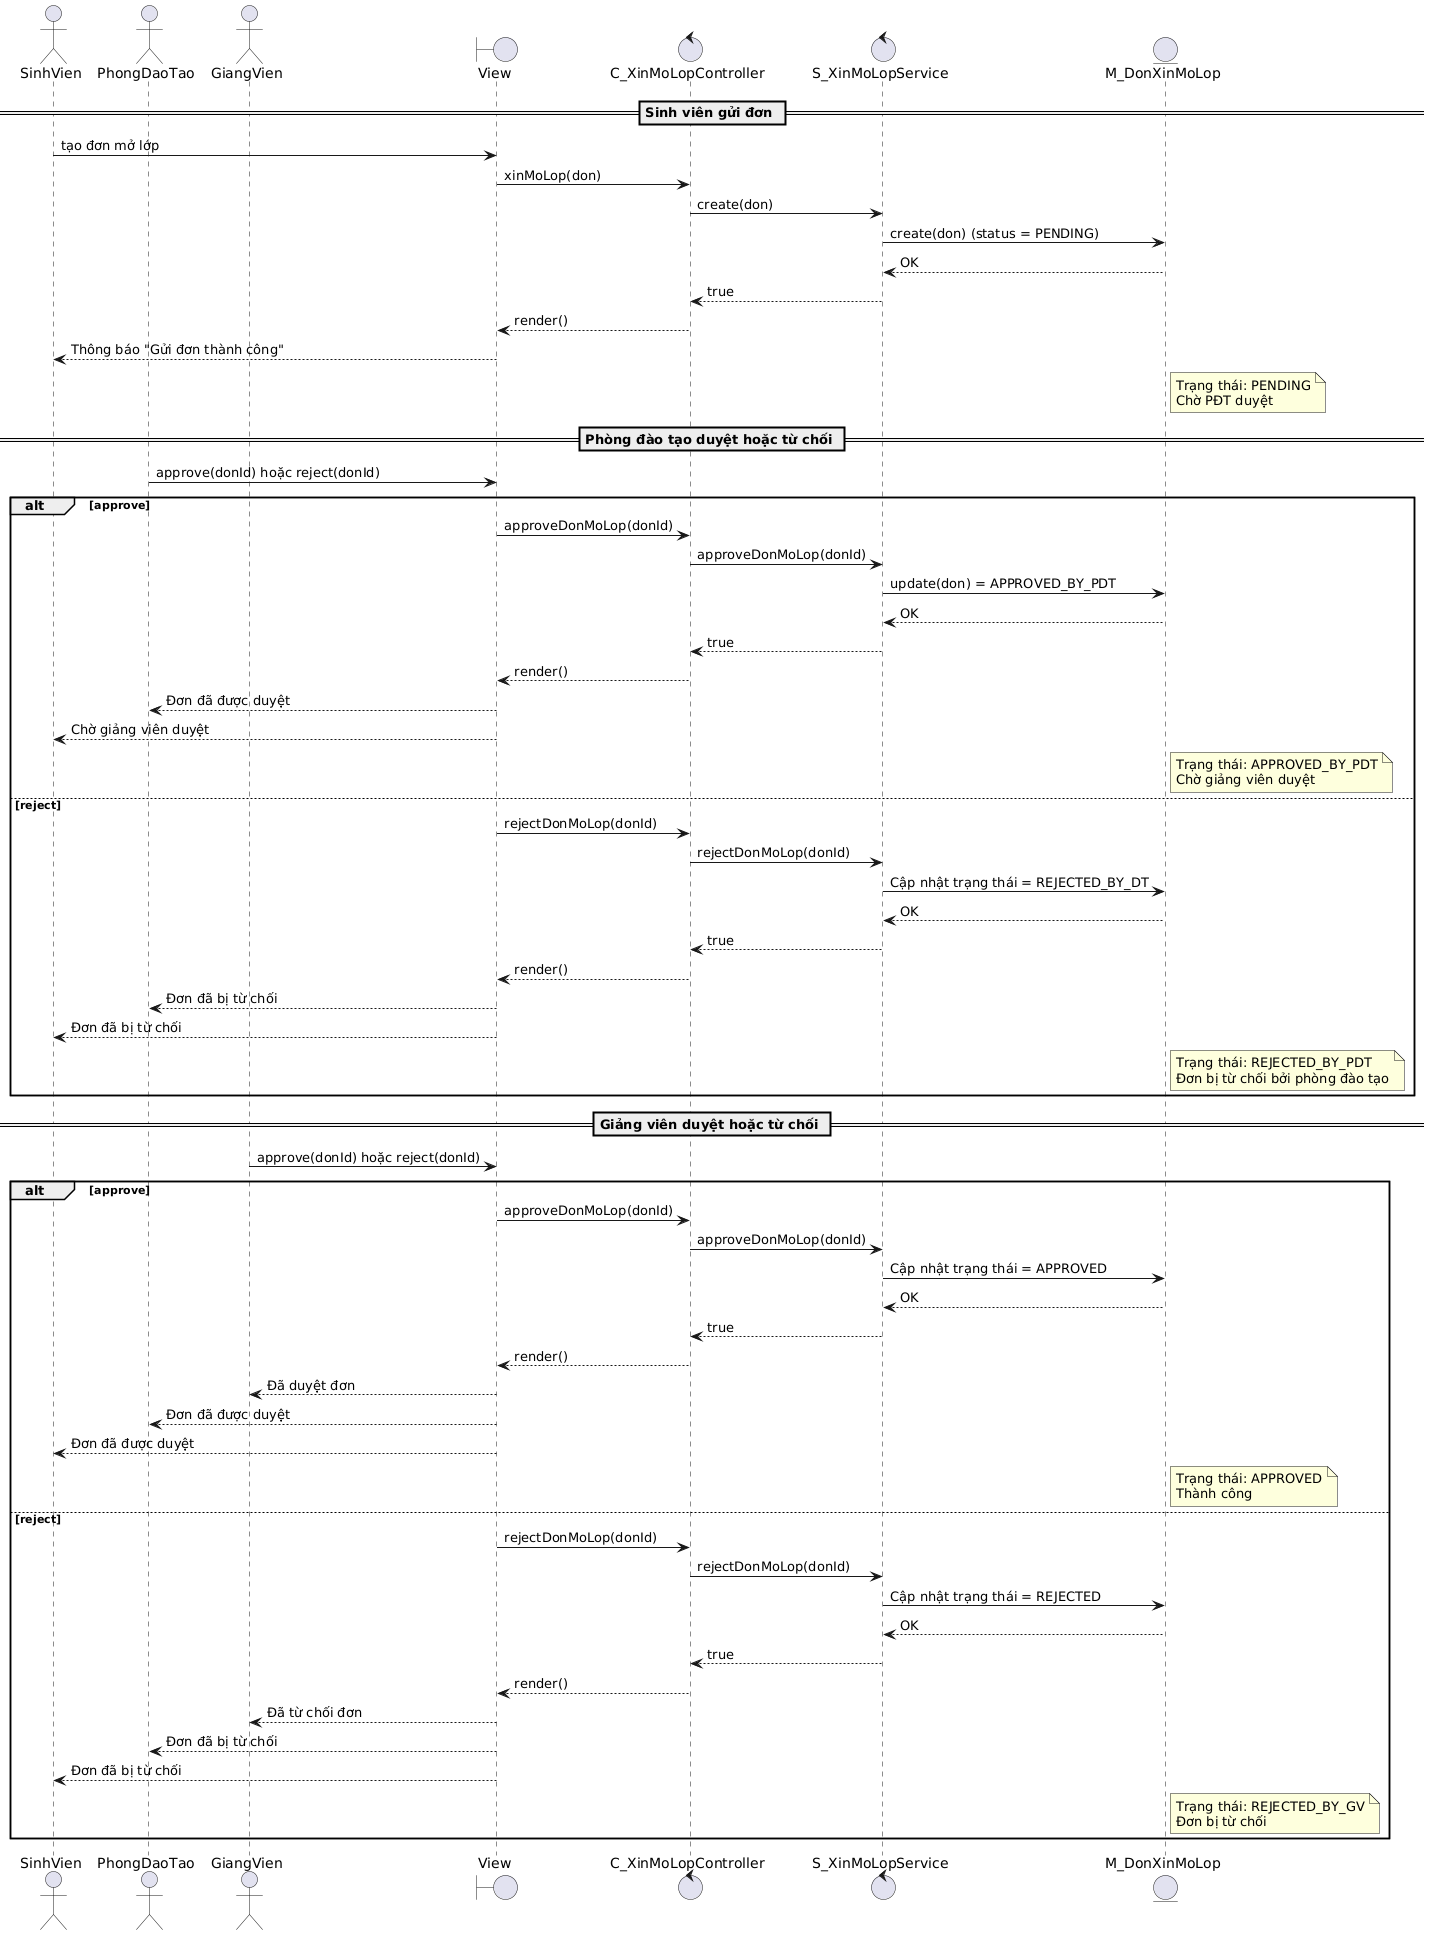 SinhVien PhongDaoTao GiangVien View C_XinMoLopController S_XinMoLopService M_DonXinMoLop
Sinh viên gửi đơn
tạo đơn mở lớp
xinMoLop(don)
create(don)
create(don) (status = PENDING)
OK
true
render()
Thông báo "Gửi đơn thành công"
Trạng thái: PENDING
Chờ PĐT duyệt
Phòng đào tạo duyệt hoặc từ chối
approve(donId) hoặc reject(donId)
alt [approve]
approveDonMoLop(donId)
approveDonMoLop(donId)
update(don) = APPROVED_BY_PDT
OK
true
render()
Đơn đã được duyệt
Chờ giảng viên duyệt
Trạng thái: APPROVED_BY_PDT
Chờ giảng viên duyệt
[reject]
rejectDonMoLop(donId)
rejectDonMoLop(donId)
Cập nhật trạng thái = REJECTED_BY_DT
OK
true
render()
Đơn đã bị từ chối
Đơn đã bị từ chối
Trạng thái: REJECTED_BY_PDT
Đơn bị từ chối bởi phòng đào tạo
Giảng viên duyệt hoặc từ chối
approve(donId) hoặc reject(donId)
alt [approve]
approveDonMoLop(donId)
approveDonMoLop(donId)
Cập nhật trạng thái = APPROVED
OK
true
render()
Đã duyệt đơn
Đơn đã được duyệt
Đơn đã được duyệt
Trạng thái: APPROVED
Thành công
[reject]
rejectDonMoLop(donId)
rejectDonMoLop(donId)
Cập nhật trạng thái = REJECTED
OK
true
render()
Đã từ chối đơn
Đơn đã bị từ chối
Đơn đã bị từ chối
Trạng thái: REJECTED_BY_GV
Đơn bị từ chối
SinhVien PhongDaoTao GiangVien View C_XinMoLopController S_XinMoLopService M_DonXinMoLop